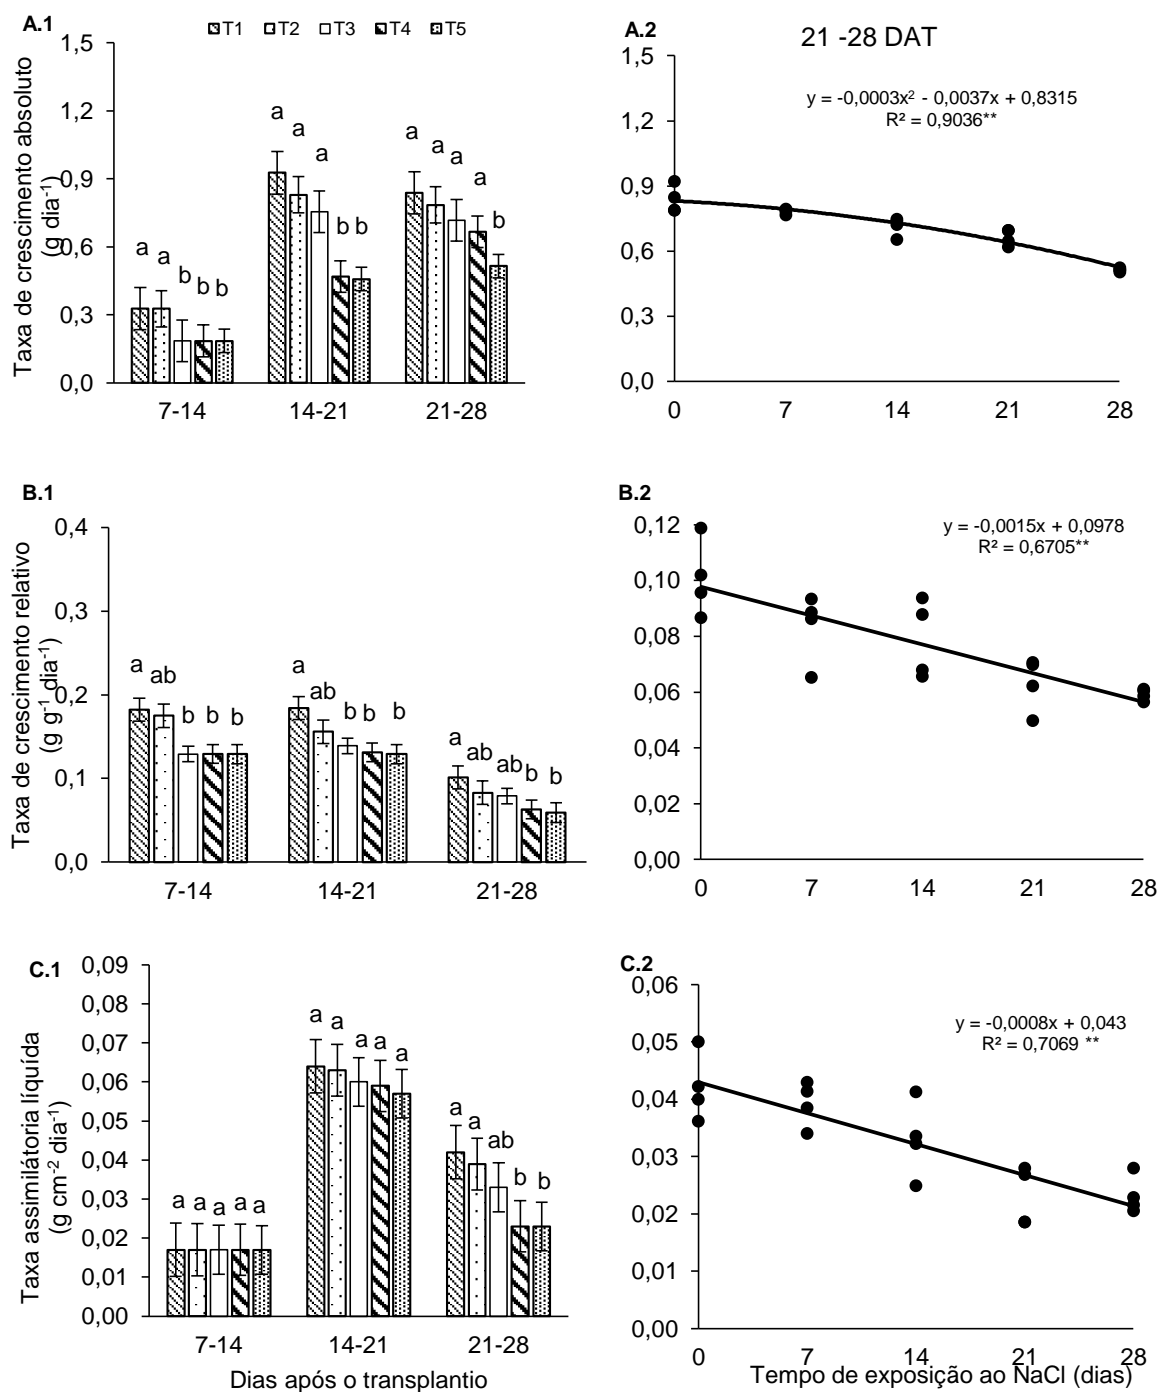 A.1
T1 T2 T3 T4 T5
Taxa de crescimento absoluto
(g dia-1)
1,5
1,2
0,9
0,6
0,3
0,0
a a b b b
a a a b b
a a a a b
7-14 14-21 21-28
A.2
21 -28 DAT
y = -0,0003x² - 0,0037x + 0,8315
R² = 0,9036**
1,5
1,2
0,9
0,6
0,3
0,0
0 7 14 21 28
B.1
Taxa de crescimento relativo
(g g-1 dia-1)
0,4
0,3
0,2
0,1
0,0
a ab b b b
a ab b b b
a ab ab b b
7-14 14-21 21-28
B.2
y = -0,0015x + 0,0978
R² = 0,6705**
0,12
0,10
0,08
0,06
0,04
0,02
0,00
0 7 14 21 28
C.1
Taxa assimilátoria líquída
(g cm-2 dia-1)
0,09
0,08
0,07
0,06
0,05
0,04
0,03
0,02
0,01
0,00
a a a a a
a a a a a
a a ab b b
7-14 14-21 21-28
Dias após o transplantio
C.2
y = -0,0008x + 0,043
R² = 0,7069 **
0,06
0,05
0,04
0,03
0,02
0,01
0,00
0 7 14 21 28
Tempo de exposição ao NaCl (dias)